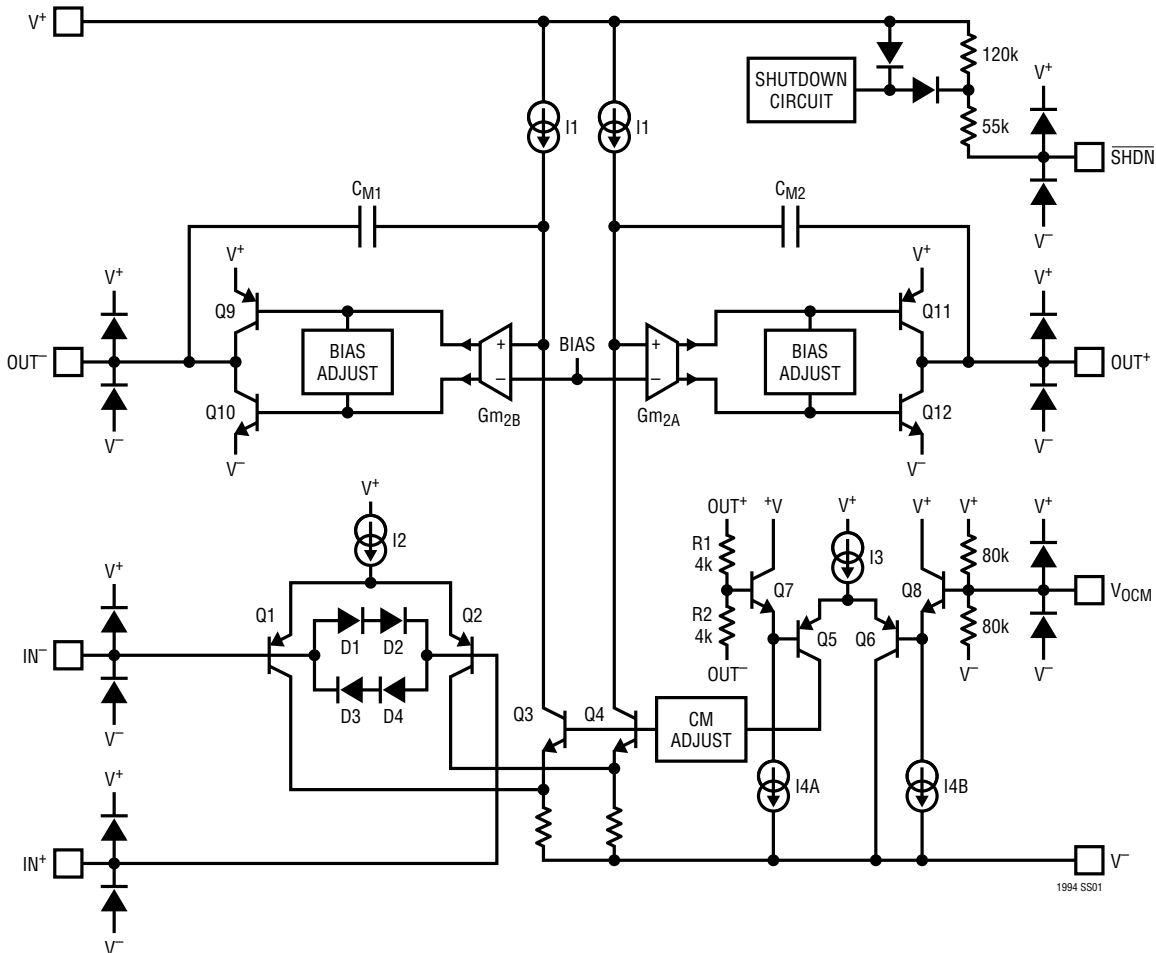 V+
120k
SHUTDOWN
CIRCUIT
V+
I1
I1
55k
SHDN
CM1
CM2
V–
V+
V+
V+
V+
Q9
Q11
BIAS
ADJUST
+
–
BIAS
+
–
BIAS
ADJUST
OUT–
OUT+
Q10
Gm2B
Gm2A
Q12
V–
V–
V–
V–
V+
OUT+
+V
V+
V+
V+
V+
I2
R1
4k
I3
80k
V+
Q7
Q8
VOCM
Q1
Q2
R2
4k
Q5
Q6
80k
IN–
D1
D2
OUT–
V–
V–
V–
D3
D4
Q3
Q4
CM
ADJUST
V+
I4A
I4B
IN+
V–
1994 SS01
V–